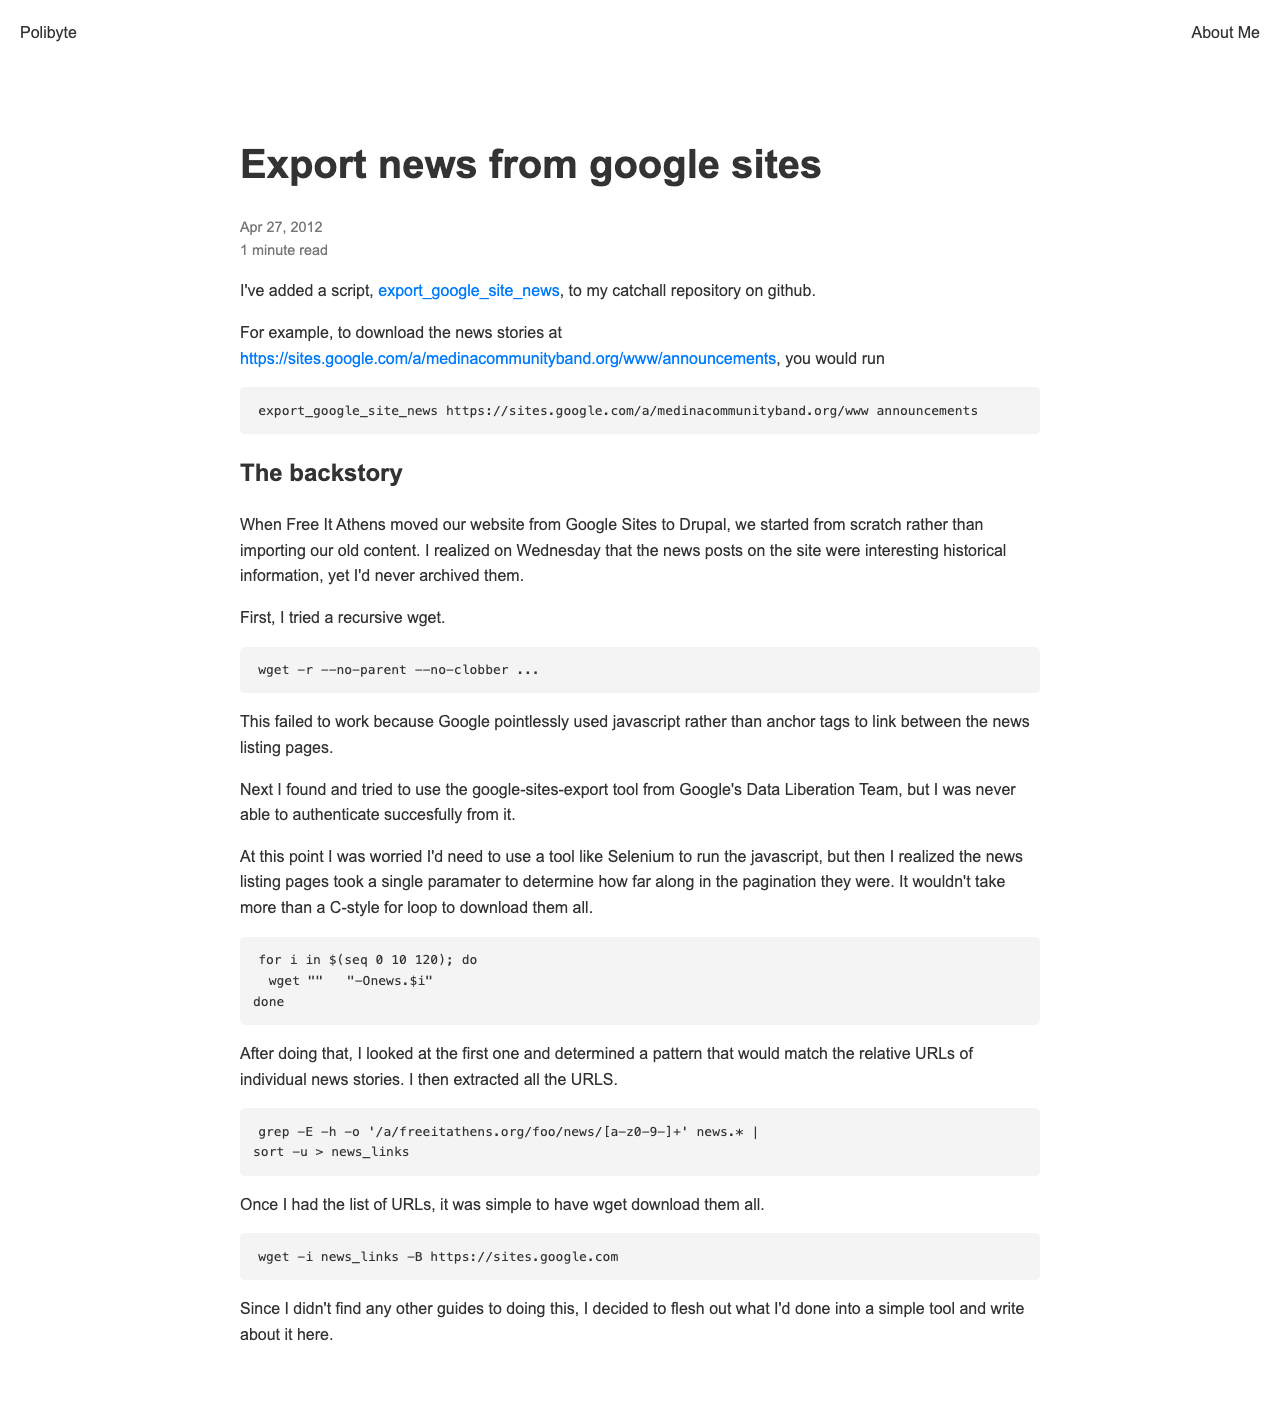 Polibyte
About Me
Export news from google sites
Apr 27, 2012
1 minute read
I've added a script, export_google_site_news, to my catchall repository on github.
For example, to download the news stories at
https://sites.google.com/a/medinacommunityband.org/www/announcements, you would run
export_google_site_news https://sites.google.com/a/medinacommunityband.org/www announcements
The backstory
When Free It Athens moved our website from Google Sites to Drupal, we started from scratch rather than
importing our old content. I realized on Wednesday that the news posts on the site were interesting historical
information, yet I'd never archived them.
First, I tried a recursive wget.
wget -r --no-parent --no-clobber ...
This failed to work because Google pointlessly used javascript rather than anchor tags to link between the news
listing pages.
Next I found and tried to use the google-sites-export tool from Google's Data Liberation Team, but I was never
able to authenticate succesfully from it.
At this point I was worried I'd need to use a tool like Selenium to run the javascript, but then I realized the news
listing pages took a single paramater to determine how far along in the pagination they were. It wouldn't take
more than a C-style for loop to download them all.
for i in $(seq 0 10 120); do
  wget ""   "-Onews.$i"
done
After doing that, I looked at the first one and determined a pattern that would match the relative URLs of
individual news stories. I then extracted all the URLS.
grep -E -h -o '/a/freeitathens.org/foo/news/[a-z0-9-]+' news.* |
sort -u > news_links
Once I had the list of URLs, it was simple to have wget download them all.
wget -i news_links -B https://sites.google.com
Since I didn't find any other guides to doing this, I decided to flesh out what I'd done into a simple tool and write
about it here.